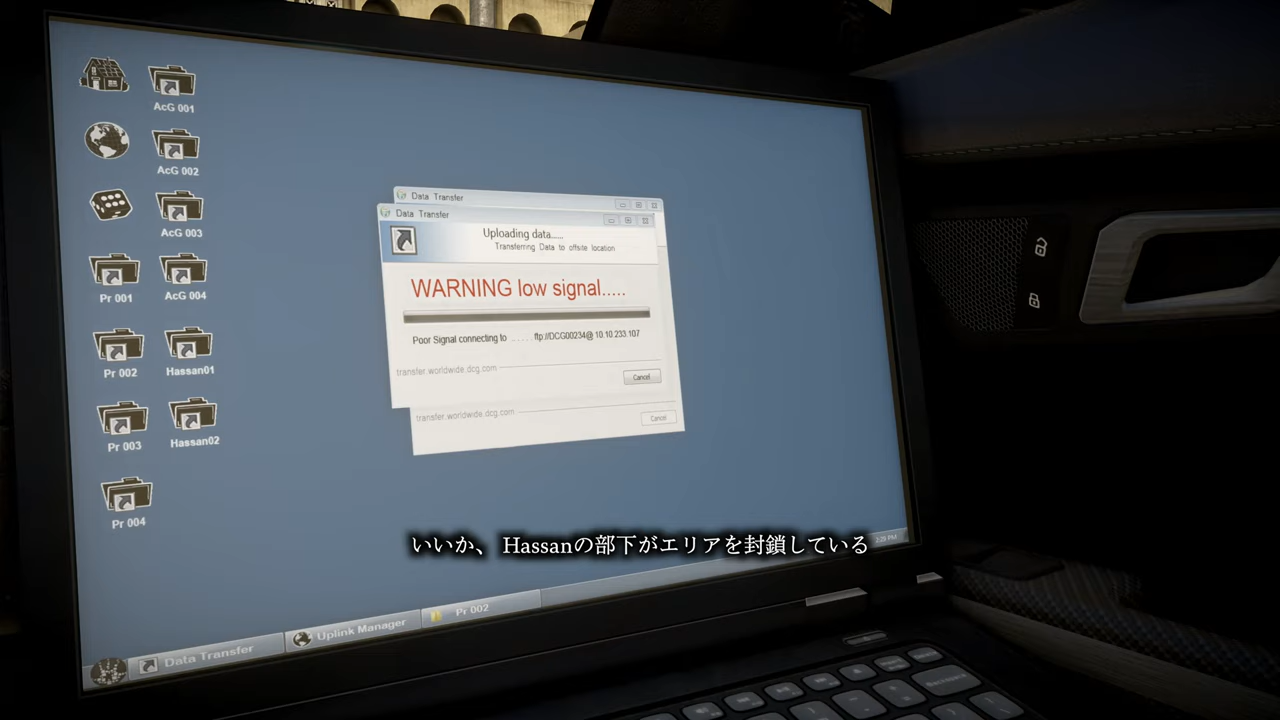 AcG 001
AcG 002
AcG 003
Pr 001
AcG 004
Pr 002
Hassan01
Pr 003
Hassan02
Pr 004
Data Transfer
Data Transfer
Uploading data.....
Transferring Data to offsite location
WARNING low signal.....
Poor Signal connecting to ...... ftp://DCG00234@ 10.10.233.107
transfer.worldwide.dcg.com
Cancel
transfer.worldwide.dcg.com
Cancel
いいか、 Hassanの部下がエリアを封鎖している
2:25 PM
Data Transfer
Uplink Manager
Pr 002
Backspace